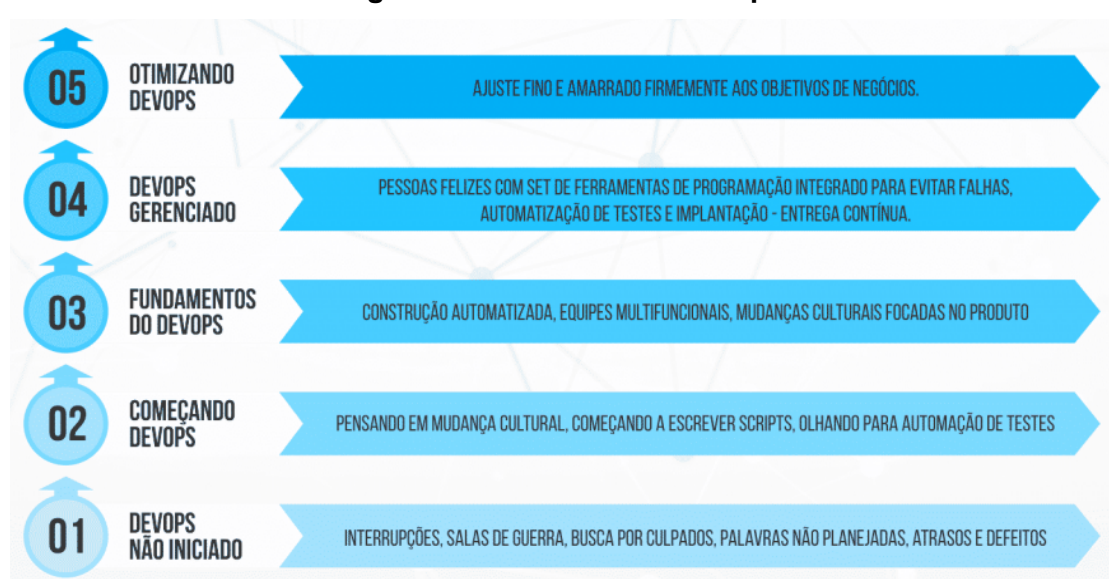 05
OTIMIZANDO
DEVOPS
AJUSTE FINO E AMARRADO FIRMEMENTE AOS OBJETIVOS DE NEGÓCIOS.
04
DEVOPS
GERENCIADO
PESSOAS FELIZES COM SET DE FERRAMENTAS DE PROGRAMAÇÃO INTEGRADO PARA EVITAR FALHAS,
AUTOMATIZAÇÃO DE TESTES E IMPLANTAÇÃO - ENTREGA CONTÍNUA.
03
FUNDAMENTOS
DO DEVOPS
CONSTRUÇÃO AUTOMATIZADA, EQUIPES MULTIFUNCIONAIS, MUDANÇAS CULTURAIS FOCADAS NO PRODUTO
02
COMEÇANDO
DEVOPS
PENSANDO EM MUDANÇA CULTURAL, COMEÇANDO A ESCREVER SCRIPTS, OLHANDO PARA AUTOMAÇÃO DE TESTES
01
DEVOPS
NÃO INICIADO
INTERRUPÇÕES, SALAS DE GUERRA, BUSCA POR CULPADOS, PALAVRAS NÃO PLANEJADAS, ATRASOS E DEFEITOS